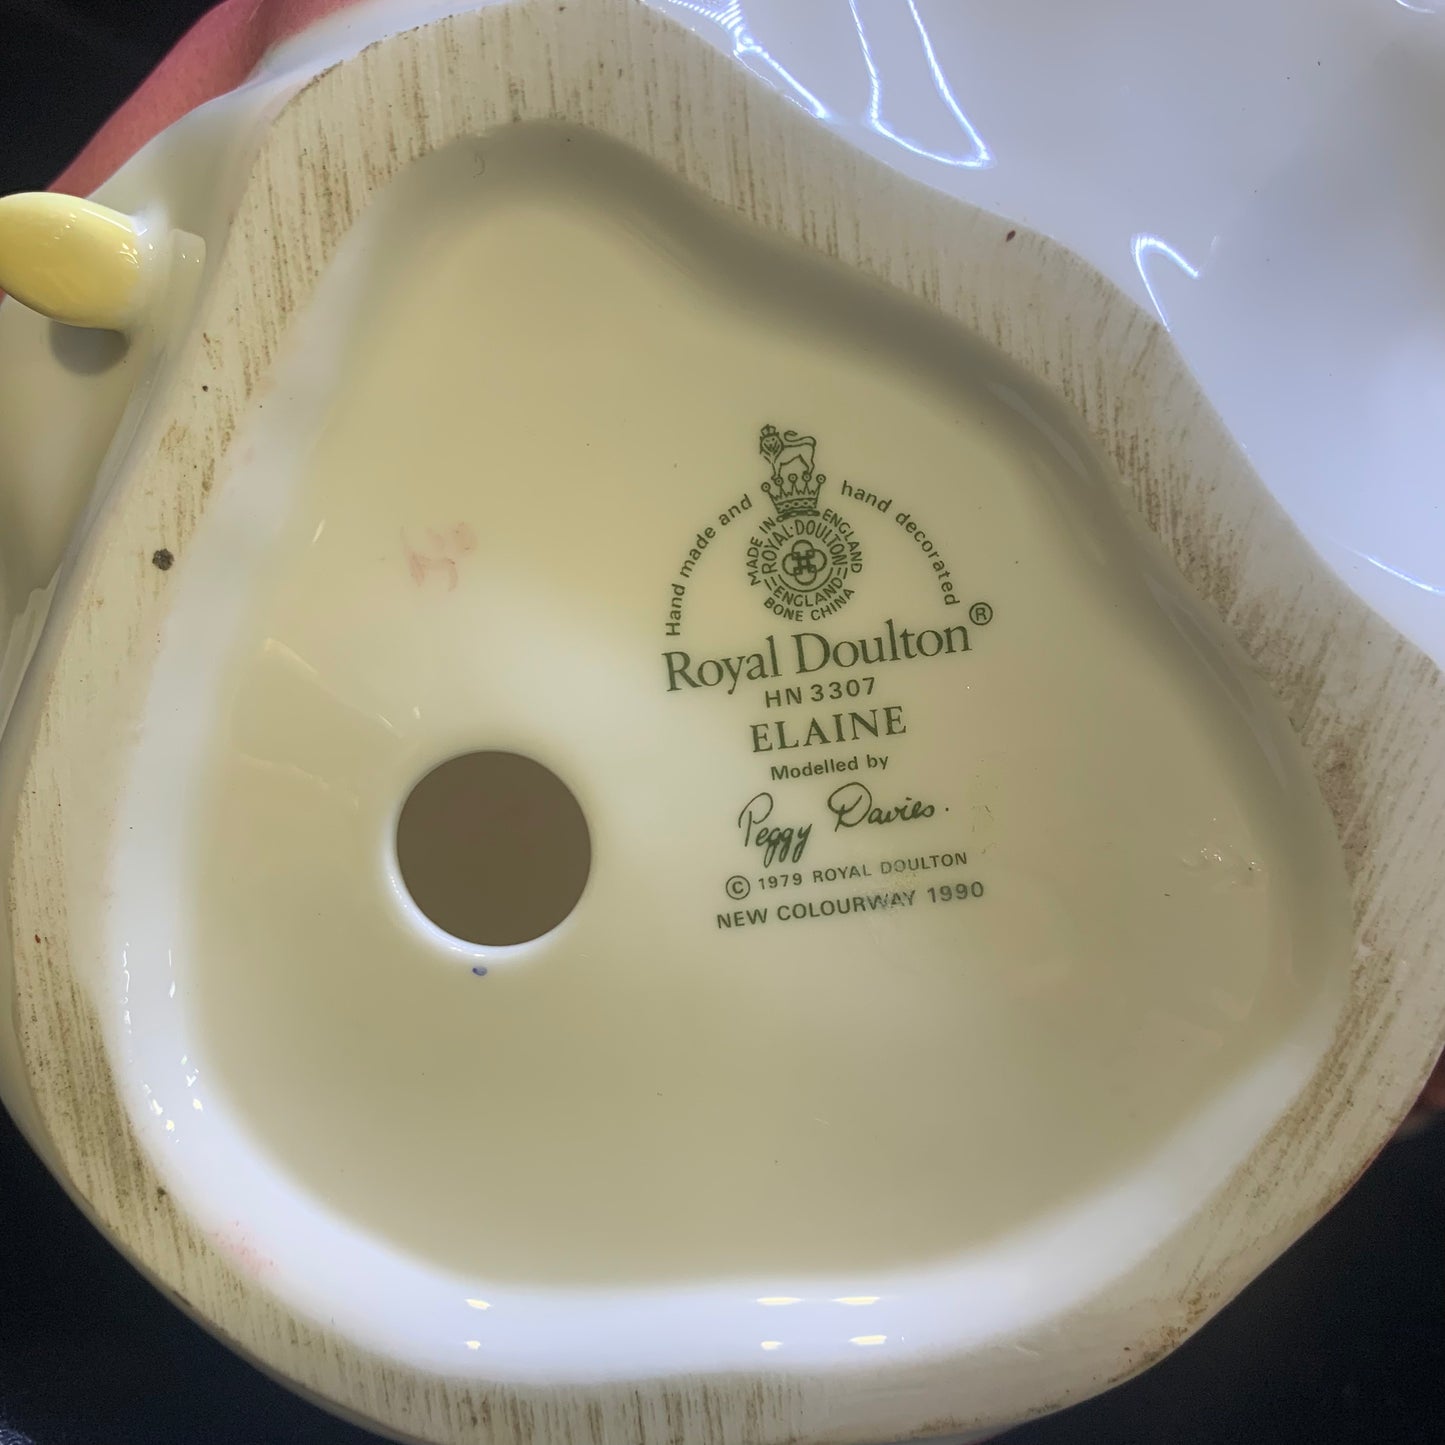 Hand made and hand decorated
MADE IN ENGLAND
ROYAL·DOULTON
ENGLAND
BONE CHINA
Royal Doulton®
HN 3307
ELAINE
Modelled by
Peggy Davies.
© 1979 ROYAL DOULTON
NEW COLOURWAY 1990